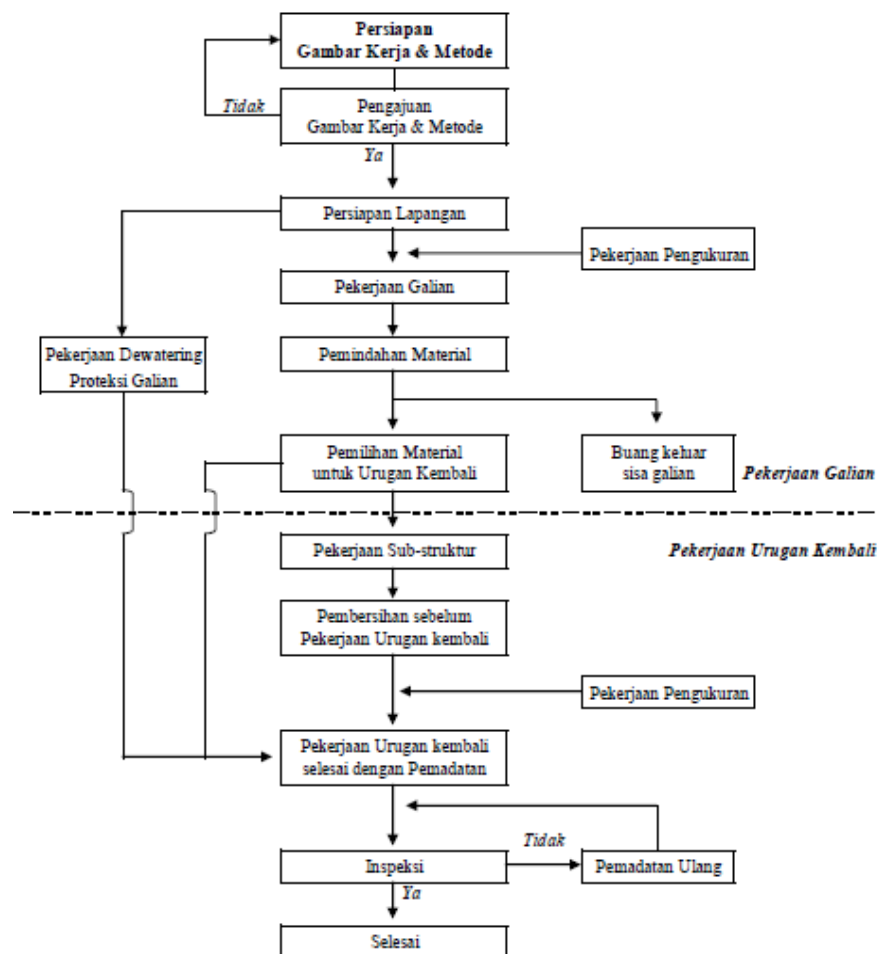 Persiapan
Gambar Kerja & Metode
Tidak
Pengajuan
Gambar Kerja & Metode
Ya
Persiapan Lapangan
Pekerjaan Pengukuran
Pekerjaan Galian
Pekerjaan Dewatering
Proteksi Galian
Pemindahan Material
Pemilihan Material
untuk Urugan Kembali
Buang keluar
sisa galian
Pekerjaan Galian
Pekerjaan Sub-struktur
Pekerjaan Urugan Kembali
Pembersihan sebelum
Pekerjaan Urugan kembali
Pekerjaan Pengukuran
Pekerjaan Urugan kembali
selesai dengan Pemadatan
Tidak
Inspeksi
Pemadatan Ulang
Ya
Selesai